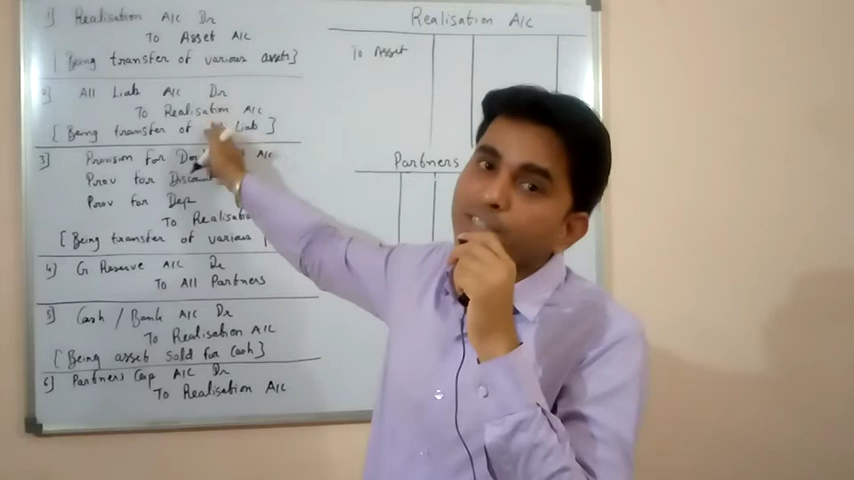 1] Realisation A/C Dr
To Asset A/C
[Being transfer of various assets]
2] All Liab A/C Dr
To Realisation A/C
[Being transfer of Liab]
3] Provision for A/C
Prov for Discount
Prov for Dep
To Realisation
[Being transfer of various
4] G Reserve A/C Dr
To All Partners
5] Cash / Bank A/C Dr
To Realisation A/C
[Being asset sold for Cash]
6] Partners Cap A/C Dr
To Realisation A/C
Realisation A/C
To Asset
Partners